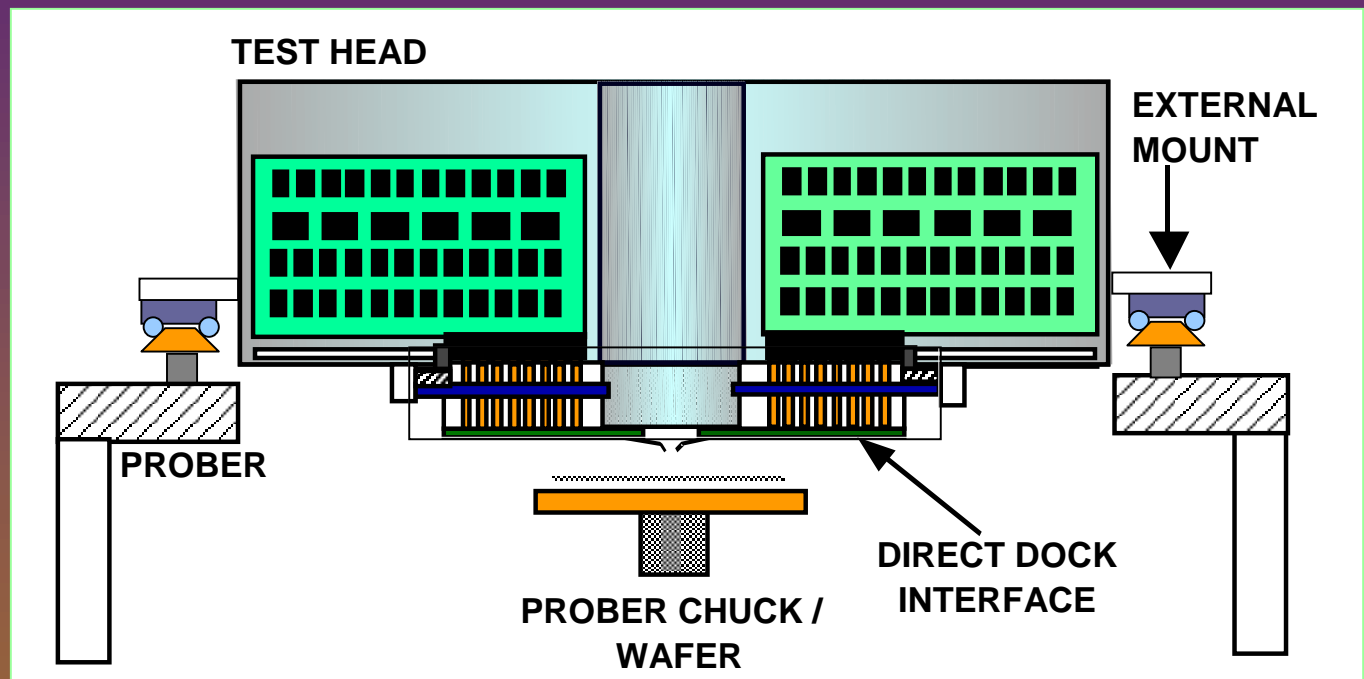 TEST HEAD
EXTERNAL
MOUNT
PROBER
DIRECT DOCK
INTERFACE
PROBER CHUCK /
WAFER